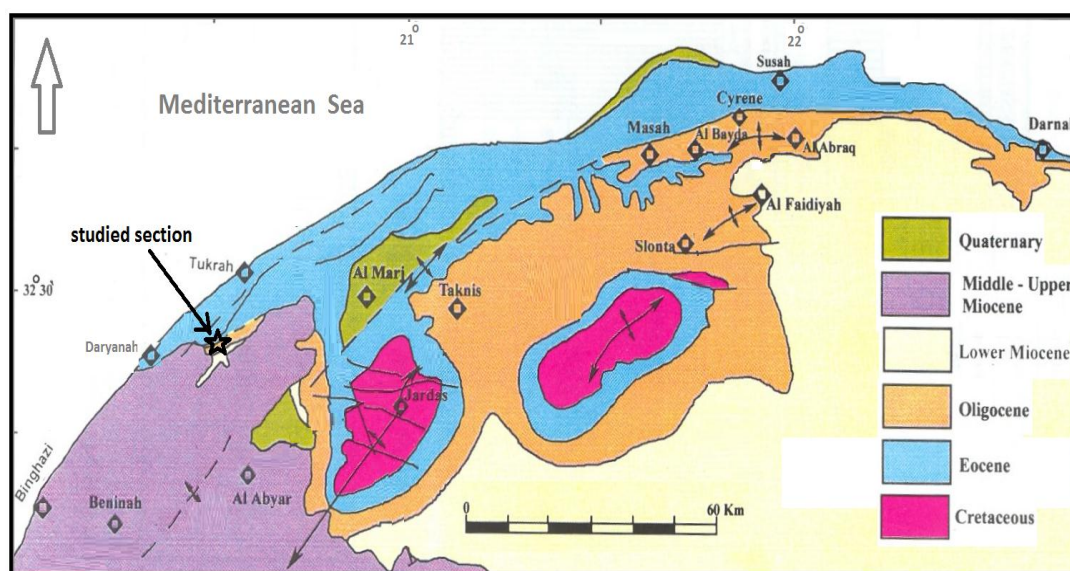 21°
22
Mediterranean Sea
Susah
Cyrene
Masah
Al Bayda
Al Abraq
Darnah
Al Faidiyah
Slonta
studied section
Tukrah
32°30
Al Marj
Taknis
Daryanah
Jardas
Binghazi
Beninah
Al Abyar
0
60 Km
Quaternary
Middle - Upper
Miocene
Lower Miocene
Oligocene
Eocene
Cretaceous